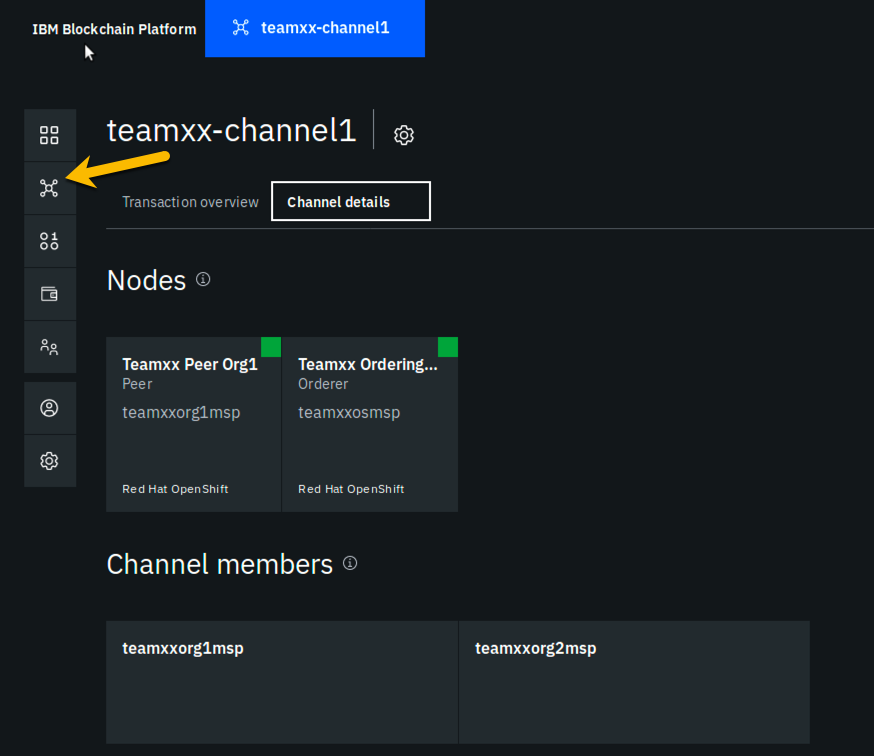 IBM Blockchain Platform
teamxx-channel1
teamxx-channel1
Transaction overview
Channel details
Nodes
Teamxx Peer Org1
Peer
teamxxorg1msp
Red Hat OpenShift
Teamxx Ordering...
Orderer
teamxxosmsp
Red Hat OpenShift
Channel members
teamxxorg1msp
teamxxorg2msp